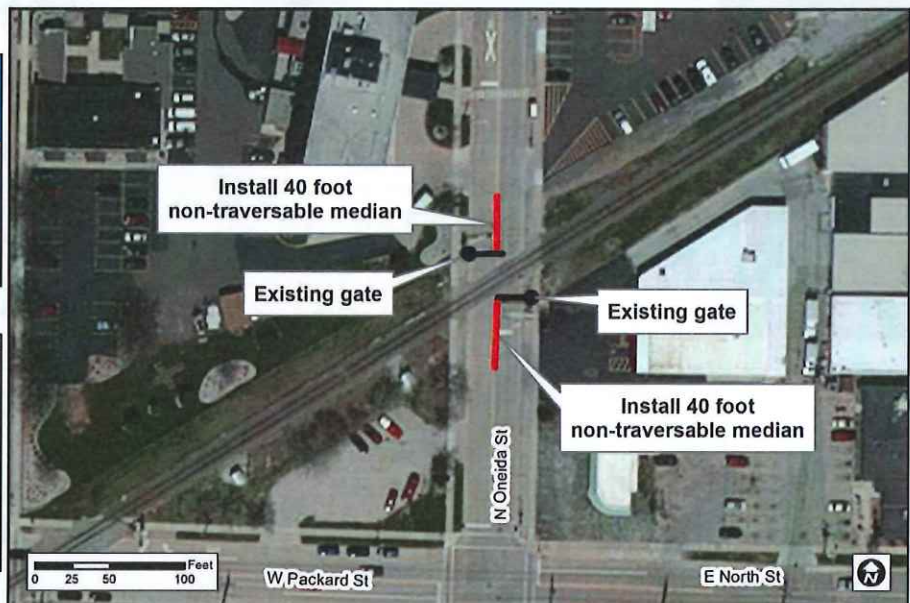 Install 40 foot
non-traversable median
Existing gate
Existing gate
Install 40 foot
non-traversable median
N Oneida St
Feet
0 25 50 100
W Packard St
E North St
N